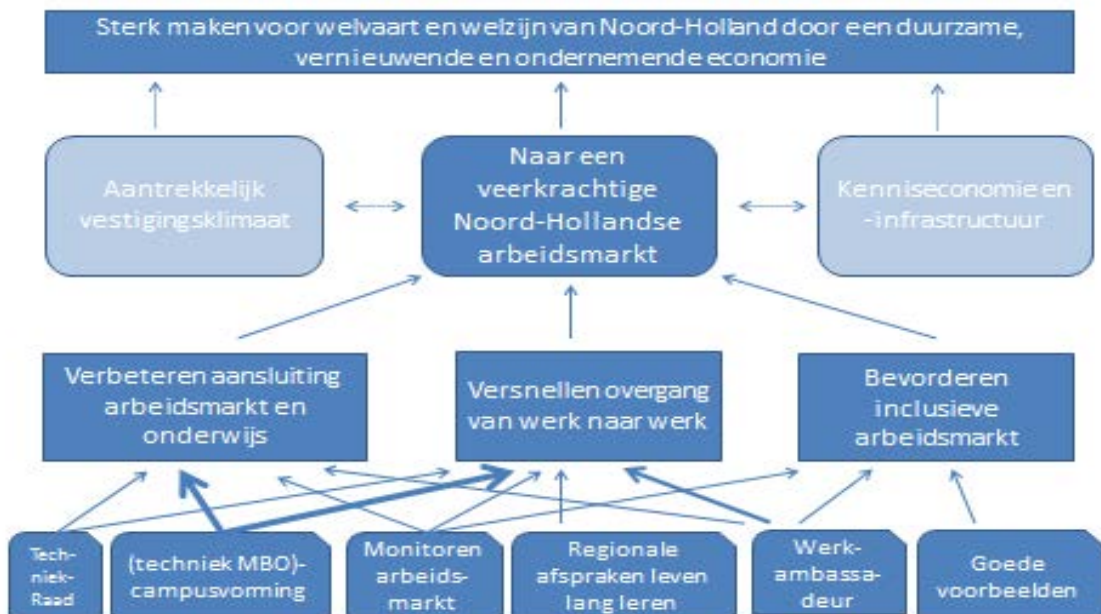 Sterk maken voor welvaart en welzijn van Noord-Holland door een duurzame,
vernieuwende en ondernemende economie
Aantrekkelijk
vestigingsklimaat
Naar een
veerkrachtige
Noord-Hollandse
arbeidsmarkt
Kenniseconomie en
-infrastructuur
Verbeteren aansluiting
arbeidsmarkt en
onderwijs
Versnellen overgang
van werk naar werk
Bevorderen
inclusieve
arbeidsmarkt
Tech-
niek-
Raad
(techniek MBO)-
campusvorming
Monitoren
arbeids-
markt
Regionale
afspraken leven
lang leren
Werk-
ambassa-
deur
Goede
voorbeelden